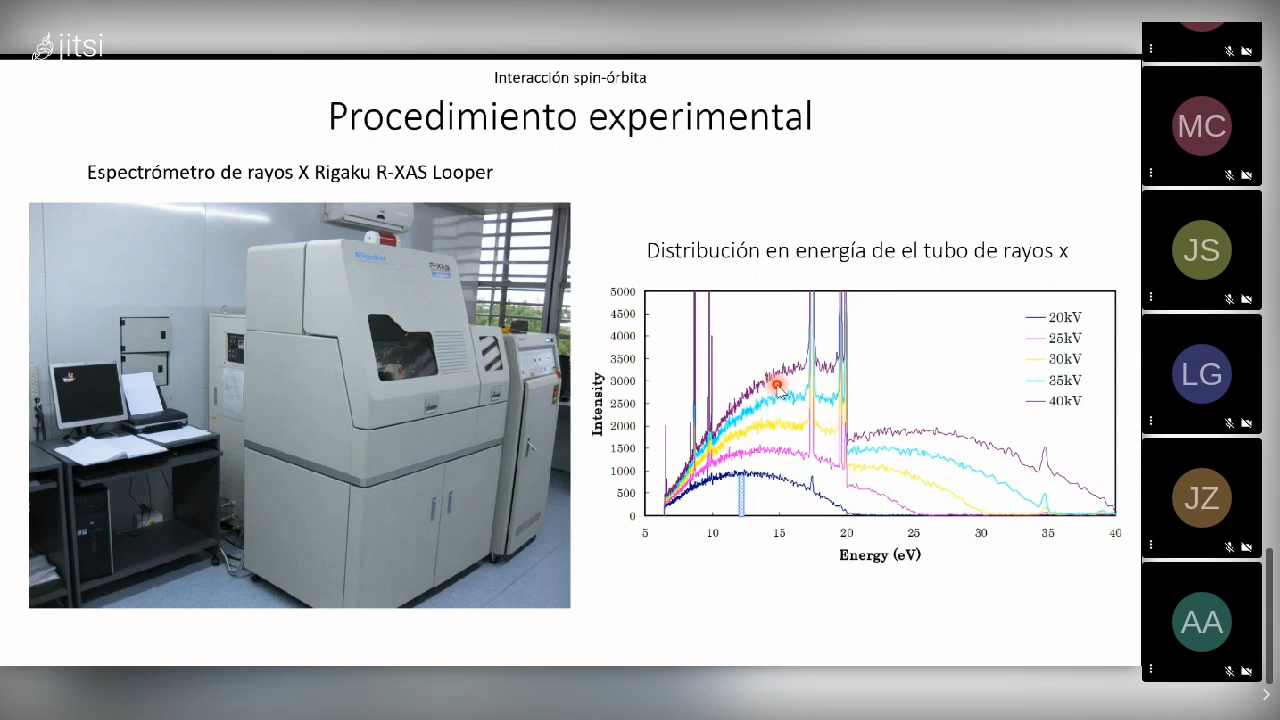 jitsi
Interacción spin-órbita
Procedimiento experimental
Espectrómetro de rayos X Rigaku R-XAS Looper
Rigaku
R-XAS
Distribución en energía de el tubo de rayos x
5000
4500
4000
3500
3000
2500
2000
1500
1000
500
0
Intensity
20kV
25kV
30kV
35kV
40kV
5 10 15 20 25 30 35 40
Energy (eV)
MC
JS
LG
JZ
AA